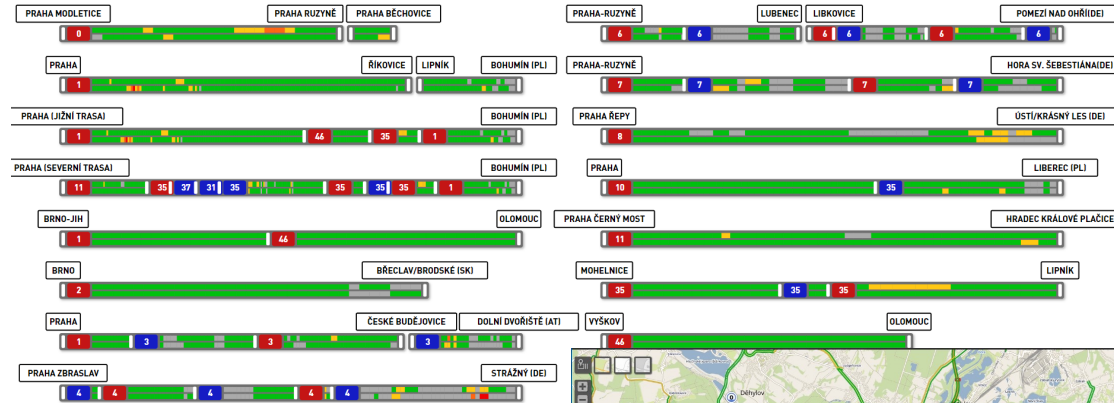 PRAHA MODLETICE PRAHA RUZYNĚ PRAHA BĚCHOVICE
0
PRAHA ŘÍKOVICE LIPNÍK BOHUMÍN (PL)
1
PRAHA (JIŽNÍ TRASA) BOHUMÍN (PL)
1 46 35 1
PRAHA (SEVERNÍ TRASA) BOHUMÍN (PL)
11 35 37 31 35 35 35 35 1
BRNO-JIH OLOMOUC
1 46
BRNO BŘECLAV/BRODSKÉ (SK)
2
PRAHA ČESKÉ BUDĚJOVICE DOLNÍ DVOŘIŠTĚ (AT)
1 3 3 3
PRAHA ZBRASLAV STRÁŽNÝ (DE)
4 4 4 4 4
PRAHA-RUZYNĚ LUBENEC LIBKOVICE POMEZÍ NAD OHŘÍ(DE)
6 6 6 6 6 6
PRAHA-RUZYNĚ HORA SV. ŠEBESTIÁNA(DE)
7 7 7 7
PRAHA ŘEPY ÚSTÍ/KRÁSNÝ LES (DE)
8
PRAHA LIBEREC (PL)
10 35
PRAHA ČERNÝ MOST HRADEC KRÁLOVÉ PLAČICE
11
MOHELNICE LIPNÍK
35 35 35
VYŠKOV OLOMOUC
46
Děhylov